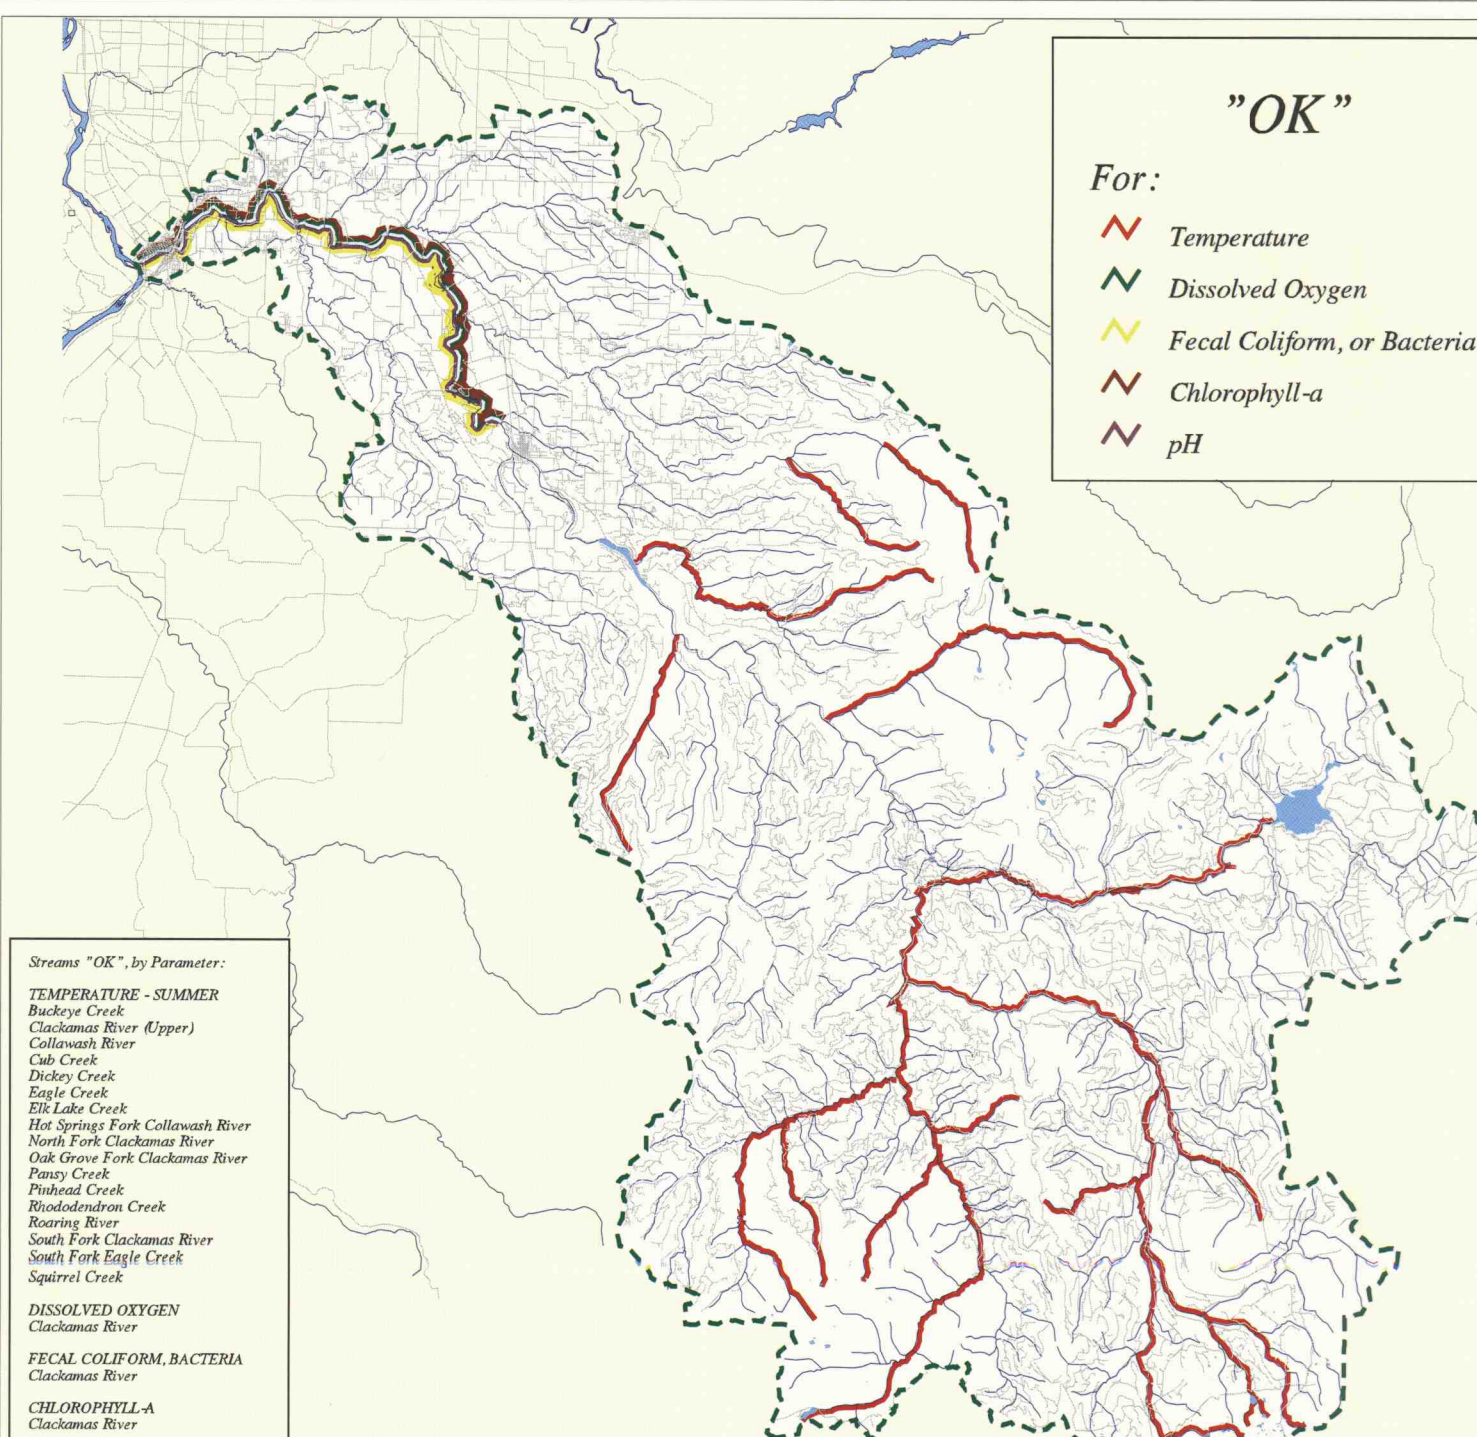 "OK"
For:
Temperature
Dissolved Oxygen
Fecal Coliform, or Bacteria
Chlorophyll-a
pH
Streams "OK", by Parameter:
TEMPERATURE - SUMMER
Buckeye Creek
Clackamas River (Upper)
Collawash River
Cub Creek
Dickey Creek
Eagle Creek
Elk Lake Creek
Hot Springs Fork Collawash River
North Fork Clackamas River
Oak Grove Fork Clackamas River
Pansy Creek
Pinhead Creek
Rhododendron Creek
Roaring River
South Fork Clackamas River
South Fork Eagle Creek
Squirrel Creek
DISSOLVED OXYGEN
Clackamas River
FECAL COLIFORM, BACTERIA
Clackamas River
CHLOROPHYLL-A
Clackamas River